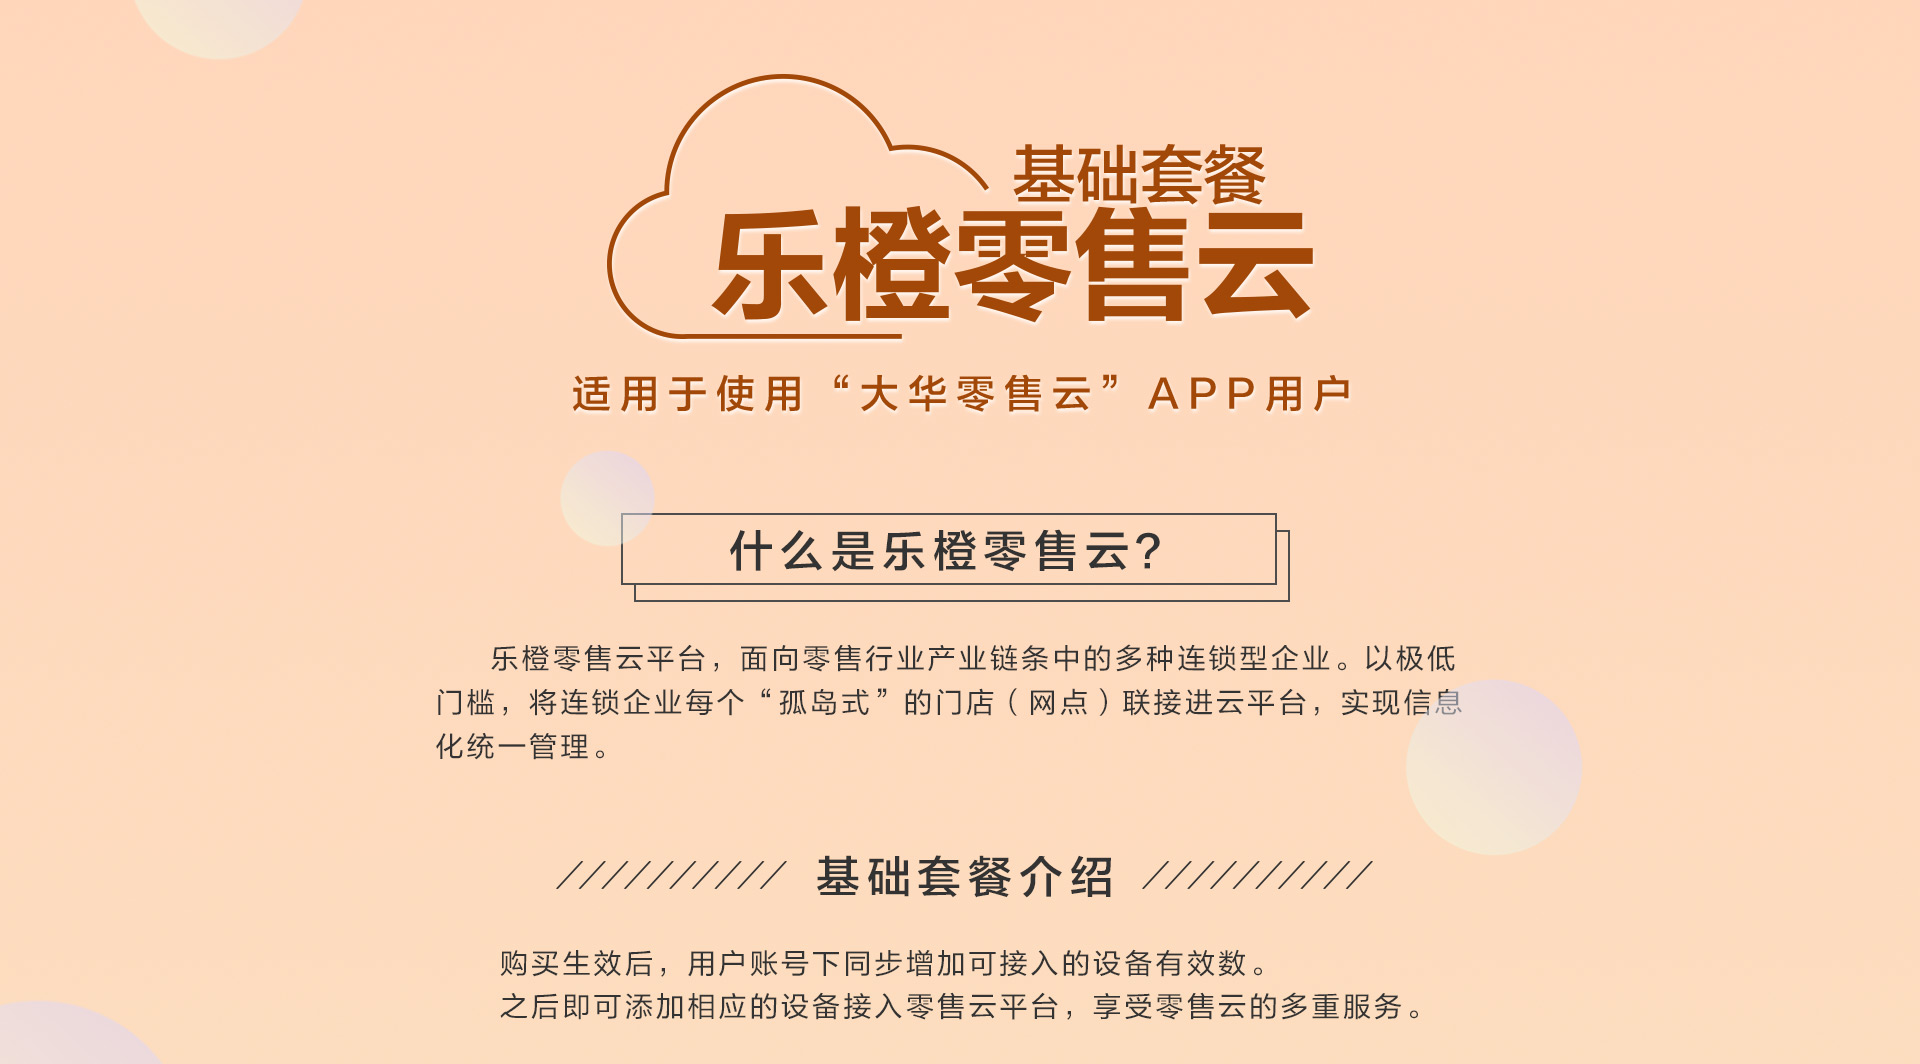 基础套餐
乐橙零售云
适用于使用“大华零售云”APP用户
什么是乐橙零售云?
乐橙零售云平台，面向零售行业产业链条中的多种连锁型企业。以极低
门槛，将连锁企业每个“孤岛式”的门店(网点)联接进云平台，实现信息
化统一管理。
基础套餐介绍
购买生效后，用户账号下同步增加可接入的设备有效数。
之后即可添加相应的设备接入零售云平台，享受零售云的多重服务。